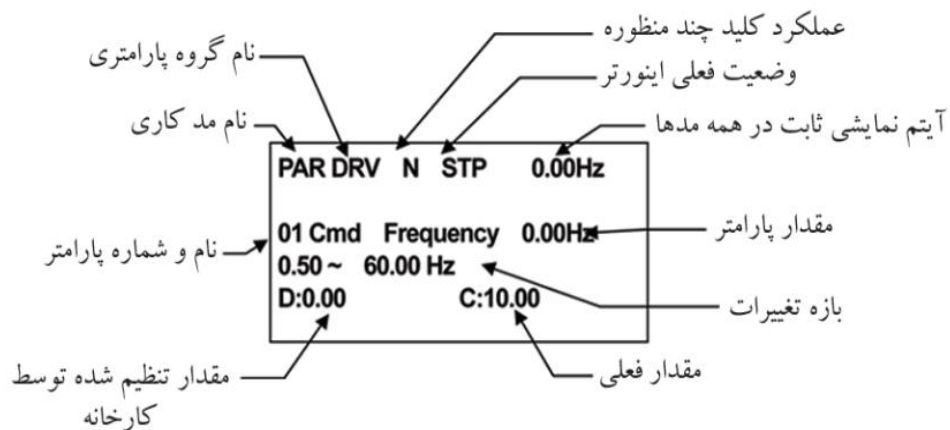 عملکرد کلید چند منظوره
نام گروه پارامتری
وضعیت فعلی اینورتر
نام مد کاری
آیتم نمایشی ثابت در همه مدها
PAR DRV N STP 0.00Hz
01 Cmd Frequency 0.00Hz
مقدار پارامتر
نام و شماره پارامتر
0.50 ~ 60.00 Hz
D:0.00 C:10.00
بازه تغییرات
مقدار تنظیم شده توسط
کارخانه
مقدار فعلی